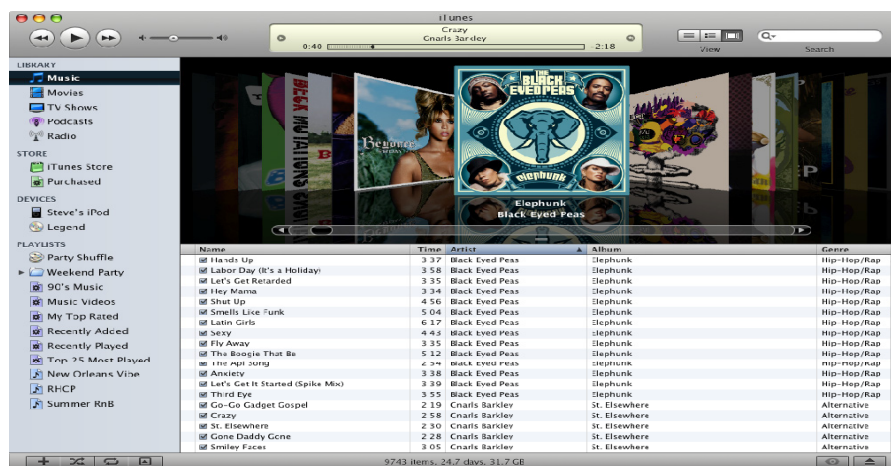 iTunes
Crazy
Gnarls Barkley
0:40 -2:18
View Search
LIBRARY
Music
Movies
TV Shows
Podcasts
Radio
STORE
iTunes Store
Purchased
DEVICES
Steve's iPod
Legend
PLAYLISTS
Party Shuffle
Weekend Party
90's Music
Music Videos
My Top Rated
Recently Added
Recently Played
Top 25 Most Played
New Orleans Vibe
RHCP
Summer RnB
BECK MUTATIONS
Beyonce
THE
BLACK
EYED PEAS
elephunk
Elephunk
Black Eyed Peas
Name Time Artist Album Genre
Hands Up 3:37 Black Eyed Peas Elephunk Hip-Hop/Rap
Labor Day (It's a Holiday) 3:58 Black Eyed Peas Elephunk Hip-Hop/Rap
Let's Get Retarded 3:35 Black Eyed Peas Elephunk Hip-Hop/Rap
Hey Mama 3:34 Black Eyed Peas Elephunk Hip-Hop/Rap
Shut Up 4:56 Black Eyed Peas Elephunk Hip-Hop/Rap
Smells Like Funk 5:04 Black Eyed Peas Elephunk Hip-Hop/Rap
Latin Girls 6:17 Black Eyed Peas Elephunk Hip-Hop/Rap
Sexy 4:43 Black Eyed Peas Elephunk Hip-Hop/Rap
Fly Away 3:35 Black Eyed Peas Elephunk Hip-Hop/Rap
The Boogie That Be 5:12 Black Eyed Peas Elephunk Hip-Hop/Rap
The Apl Song 2:54 Black Eyed Peas Elephunk Hip-Hop/Rap
Anxiety 3:38 Black Eyed Peas Elephunk Hip-Hop/Rap
Let's Get It Started (Spike Mix) 3:39 Black Eyed Peas Elephunk Hip-Hop/Rap
Third Eye 3:55 Black Eyed Peas Elephunk Hip-Hop/Rap
Go-Go Gadget Gospel 2:19 Gnarls Barkley St. Elsewhere Alternative
Crazy 2:58 Gnarls Barkley St. Elsewhere Alternative
St. Elsewhere 2:30 Gnarls Barkley St. Elsewhere Alternative
Gone Daddy Gone 2:28 Gnarls Barkley St. Elsewhere Alternative
Smiley Faces 3:05 Gnarls Barkley St. Elsewhere Alternative
9743 items, 24.7 days, 31.7 GB